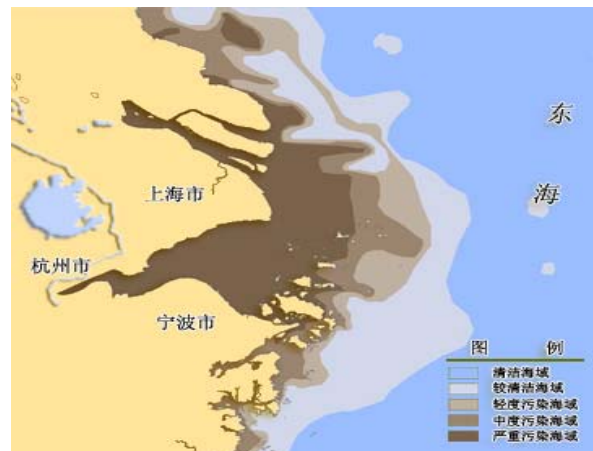 东
海
上海市
杭州市
宁波市
图 例
清洁海域
较清洁海域
轻度污染海域
中度污染海域
严重污染海域